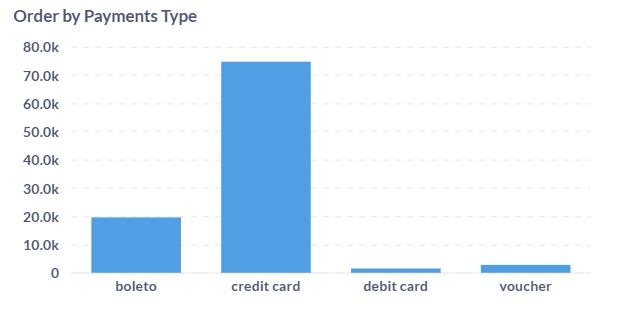 Order by Payments Type
80.0k
70.0k
60.0k
50.0k
40.0k
30.0k
20.0k
10.0k
0
boleto credit card debit card voucher